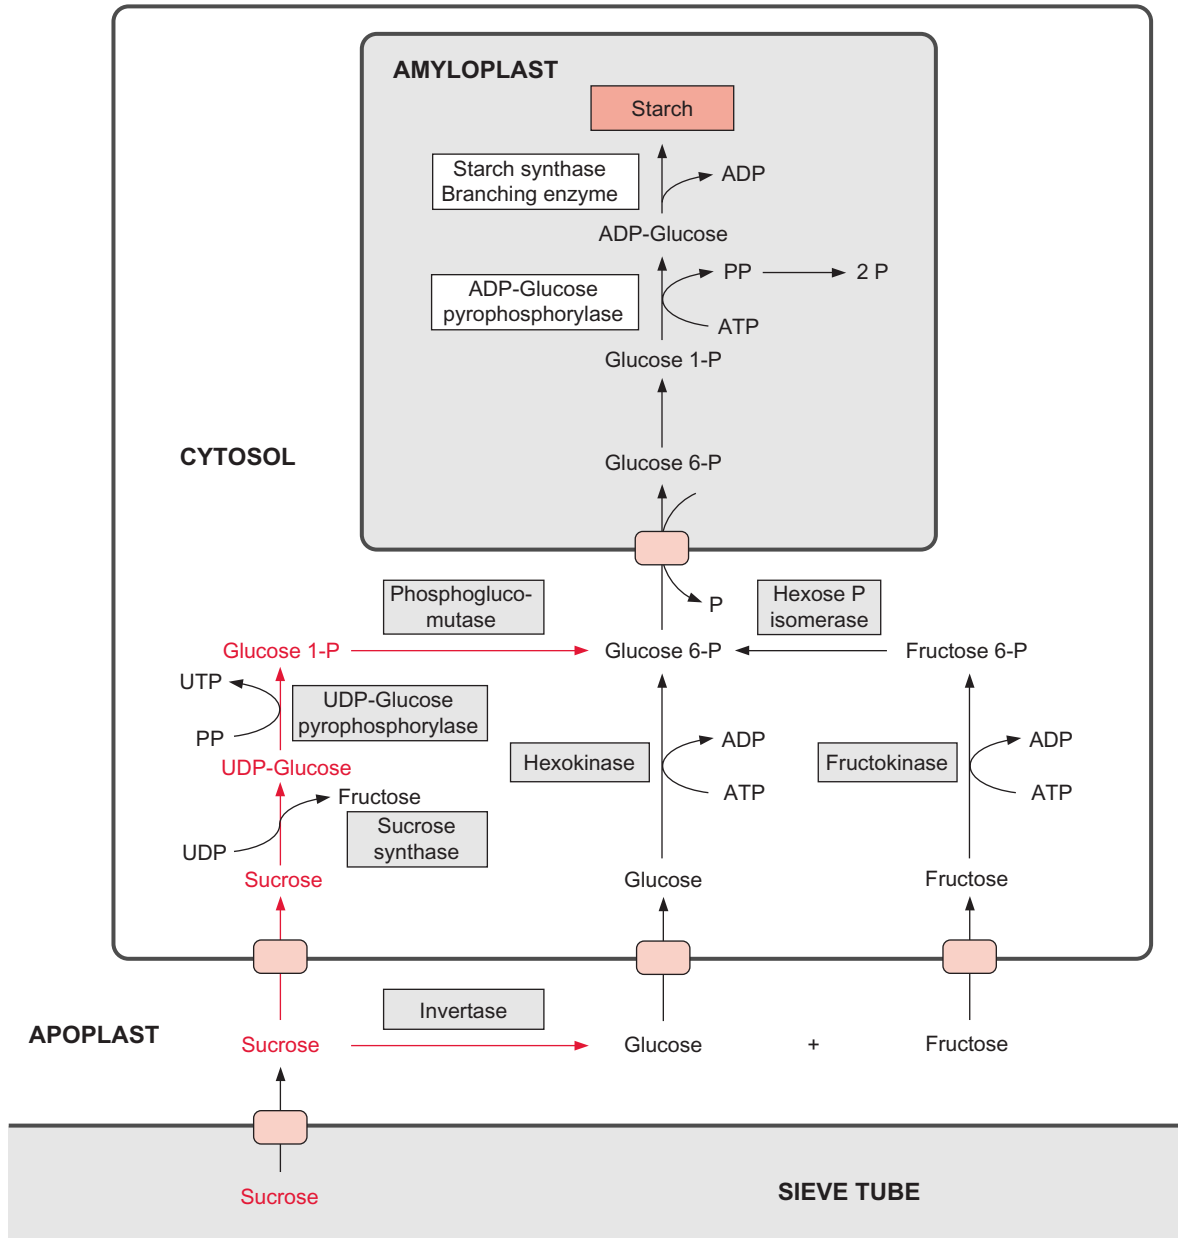 AMYLOPLAST
Starch
Starch synthase
Branching enzyme
ADP
ADP-Glucose
ADP-Glucose
pyrophosphorylase
PP
2 P
ATP
Glucose 1-P
CYTOSOL
Glucose 6-P
Phosphogluco-
mutase
P
Hexose P
isomerase
Glucose 1-P
Glucose 6-P
Fructose 6-P
UTP
UDP-Glucose
pyrophosphorylase
PP
ADP
ADP
Hexokinase
Fructokinase
UDP-Glucose
ATP
ATP
Fructose
Sucrose
synthase
UDP
Sucrose
Glucose
Fructose
Invertase
APOPLAST
Sucrose
Glucose
+
Fructose
Sucrose
SIEVE TUBE